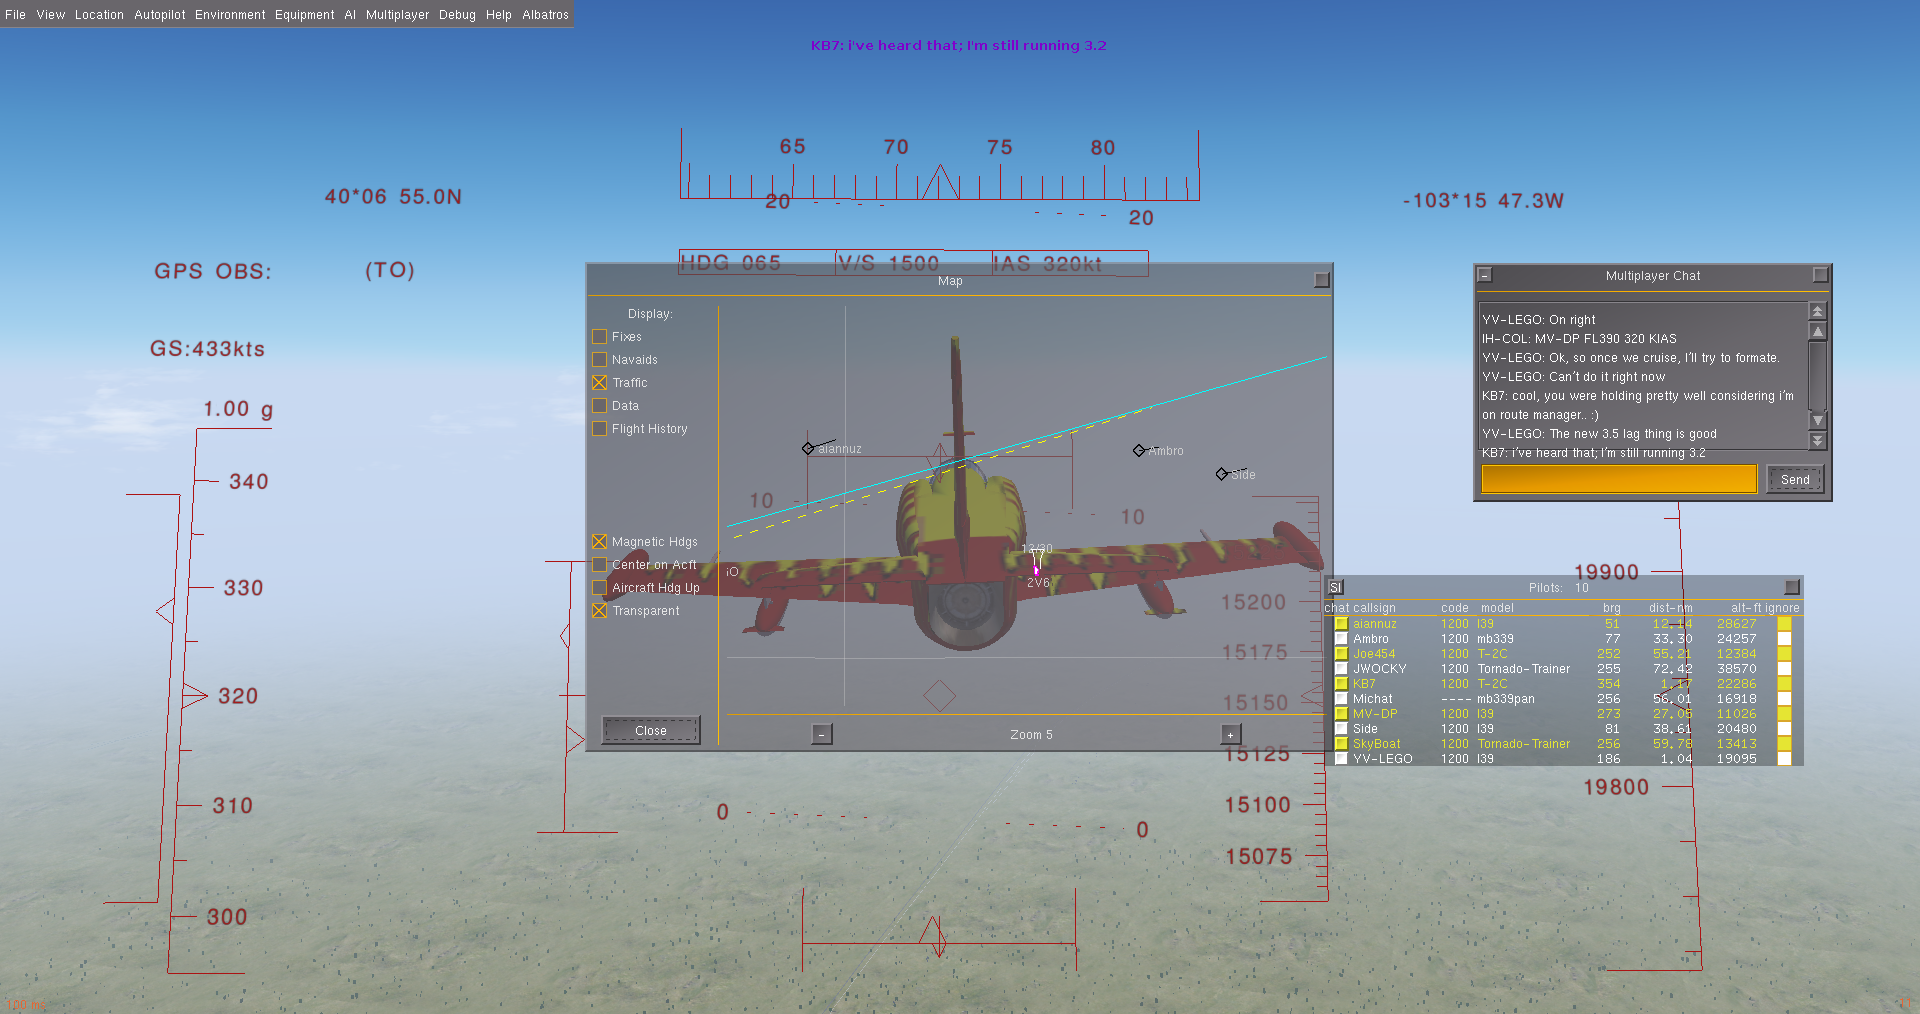 File View Location Autopilot Environment Equipment AI Multiplayer Debug Help Albatros
KB7: i've heard that; I'm still running 3.2
65 70 75 80
40*06 55.0N
20
-103*15 47.3W
20
GPS OBS: (TO)
HDG 065 V/S 1500 IAS 320kt
GS:433kts
1.00 g
340
330
320
310
300
Map
Display:
Fixes
Navaids
Traffic
Data
Flight History
Magnetic Hdgs
Center on Acft
Aircraft Hdg Up
Transparent
Close
aiannuz
Ambro
Side
10
10
12/30
2V6
iO
- Zoom 5 +
15200
15175
15150
15125
15100
15075
0
0
Multiplayer Chat
YV-LEGO: On right
IH-COL: MV-DP FL390 320 KIAS
YV-LEGO: Ok, so once we cruise, I'll try to formate.
YV-LEGO: Can't do it right now
KB7: cool, you were holding pretty well considering i'm
on route manager.. :)
YV-LEGO: The new 3.5 lag thing is good
KB7: i've heard that; I'm still running 3.2
Send
19900
19800
SI Pilots: 10
chat callsign code model brg dist-nm alt-ft ignore
aiannuz 1200 l39 51 12.14 28627
Ambro 1200 mb339 77 33.30 24257
Joe454 1200 T-2C 252 55.21 12384
JWOCKY 1200 Tornado-Trainer 255 72.42 38570
KB7 1200 T-2C 354 1.17 22286
Michat ---- mb339pan 256 56.01 16918
MV-DP 1200 l39 273 27.05 11026
Side 1200 l39 81 38.61 20480
SkyBoat 1200 Tornado-Trainer 256 59.78 13413
YV-LEGO 1200 l39 186 1.04 19095